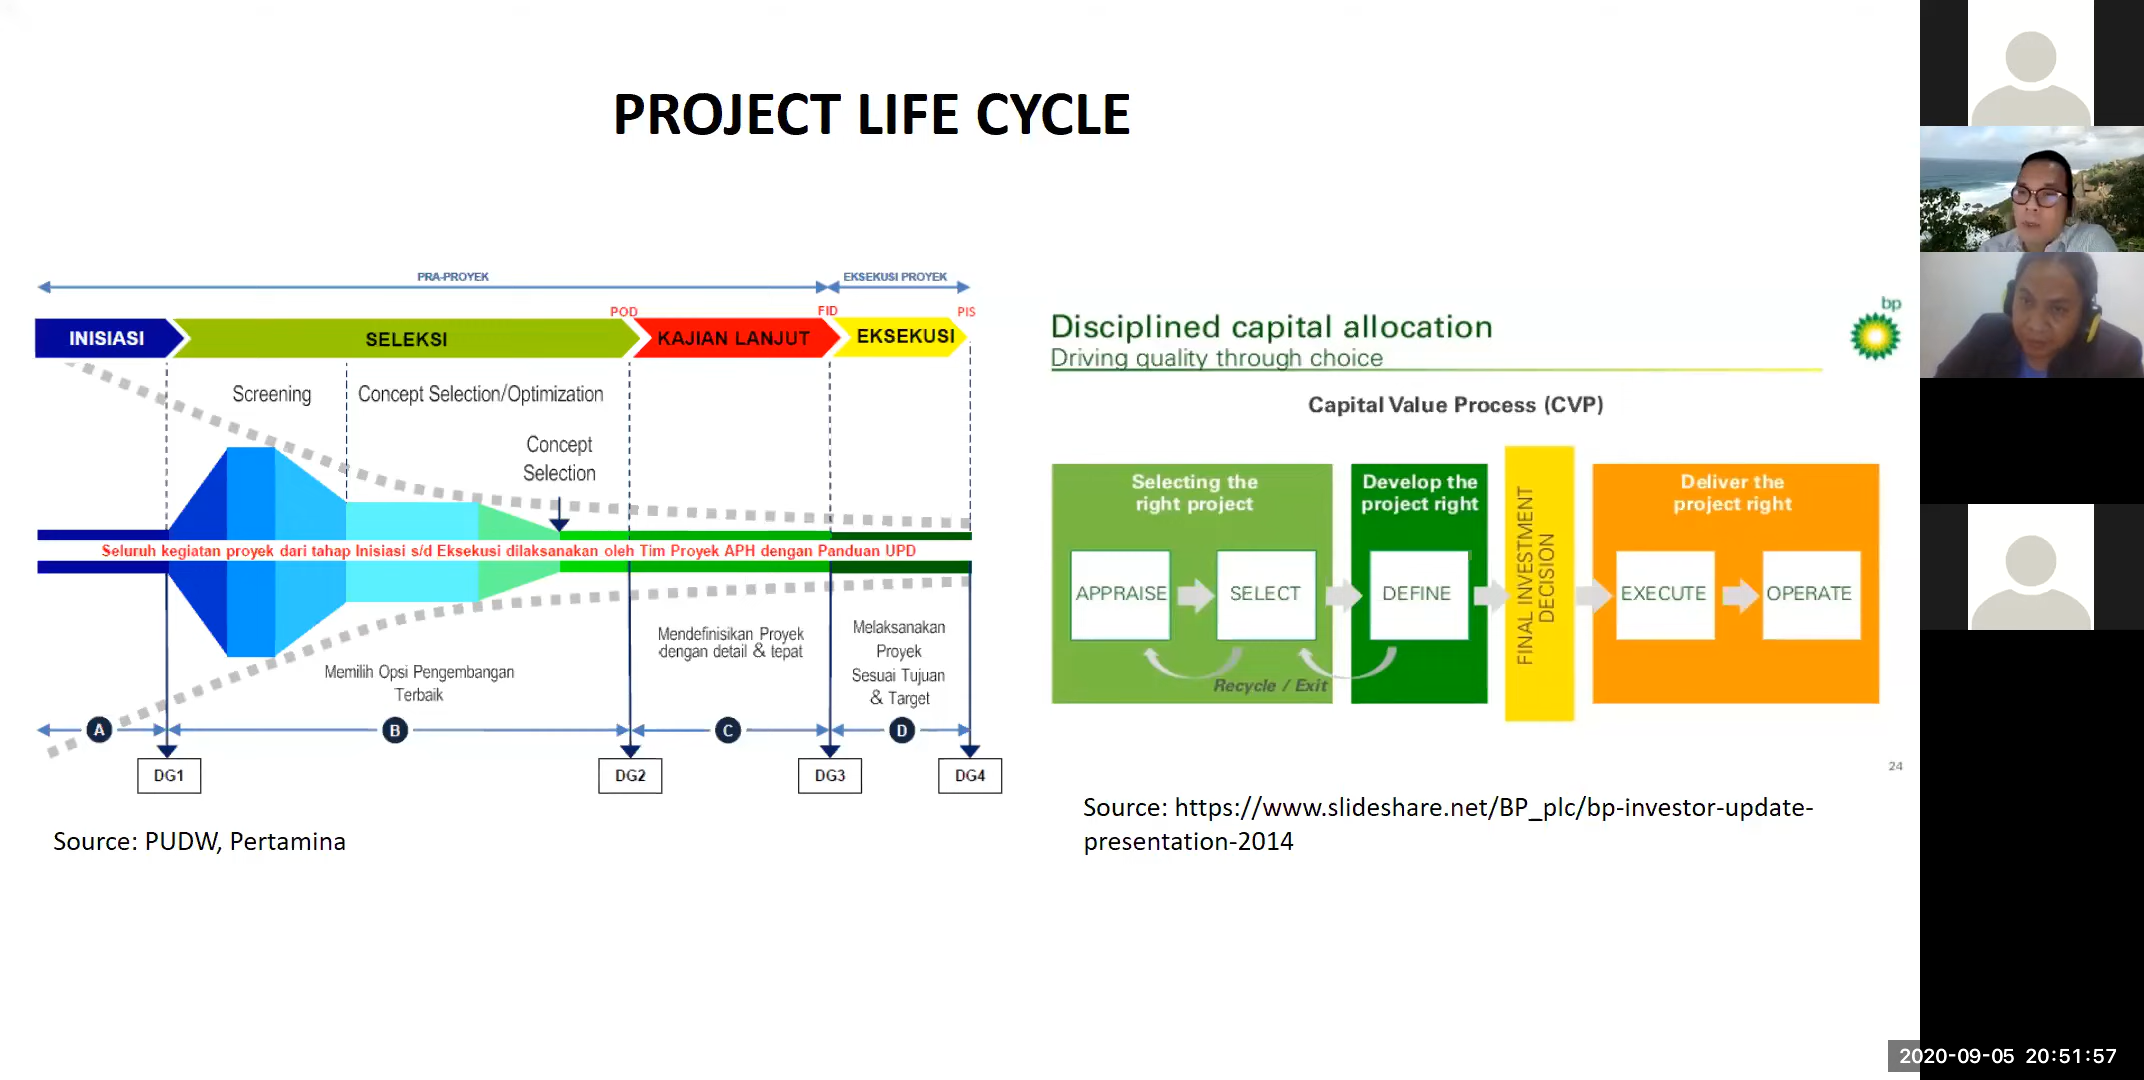 PROJECT LIFE CYCLE
PRA-PROYEK
EKSEKUSI PROYEK
POD
FID
PIS
INISIASI
SELEKSI
KAJIAN LANJUT
EKSEKUSI
Screening
Concept Selection/Optimization
Concept
Selection
Seluruh kegiatan proyek dari tahap Inisiasi s/d Eksekusi dilaksanakan oleh Tim Proyek APH dengan Panduan UPD
Memilih Opsi Pengembangan
Terbaik
Mendefinisikan Proyek
dengan detail & tepat
Melaksanakan
Proyek
Sesuai Tujuan
& Target
A
B
C
D
DG1
DG2
DG3
DG4
Source: PUDW, Pertamina
bp
Disciplined capital allocation
Driving quality through choice
Capital Value Process (CVP)
Selecting the
right project
Develop the
project right
FINAL INVESTMENT
DECISION
Deliver the
project right
APPRAISE
SELECT
DEFINE
EXECUTE
OPERATE
Recycle / Exit
24
Source: https://www.slideshare.net/BP_plc/bp-investor-update-
presentation-2014
2020-09-05 20:51:57